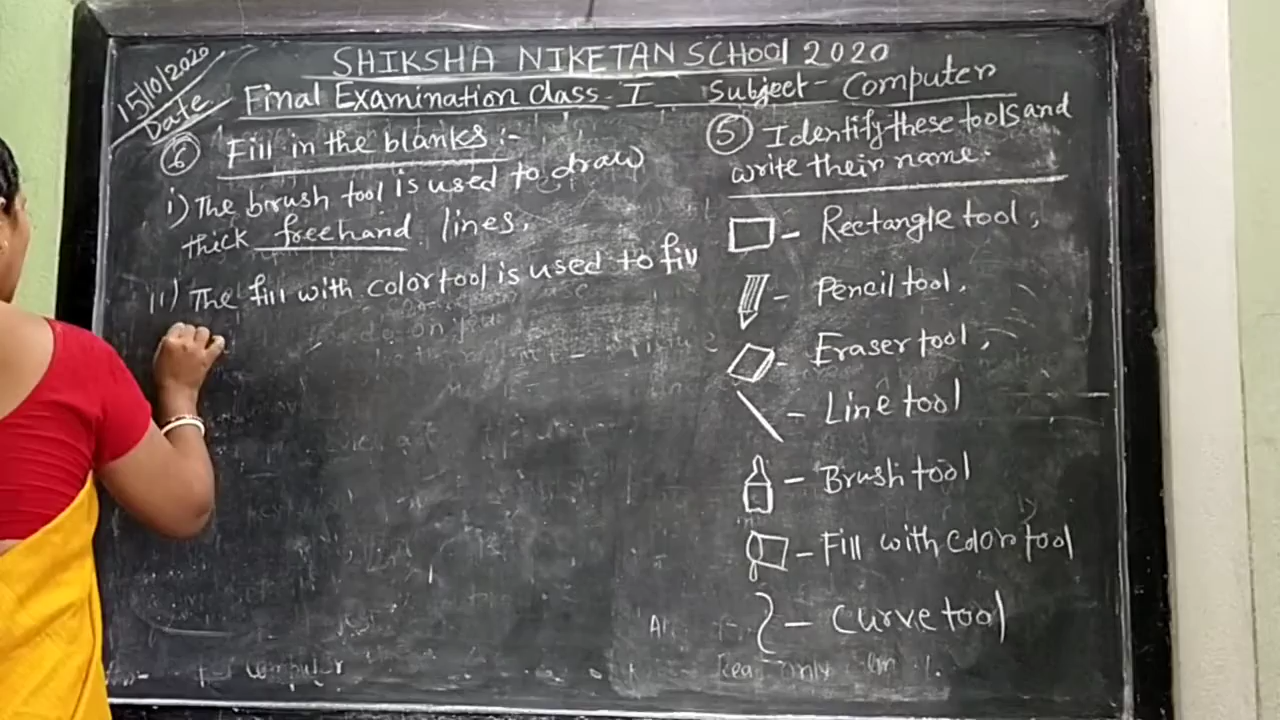 SHIKSHA NIKETAN SCHOOL 2020
15/10/2020
Date
Final Examination Class - I Subject - Computer
⑥ Fill in the blanks :-
i) The brush tool is used to draw
thick freehand lines.
ii) The fill with color tool is used to fill
⑤ Identify these tools and
write their name.
- Rectangle tool,
- Pencil tool,
- Eraser tool,
- Line tool
- Brush tool
- Fill with color tool
- Curve tool